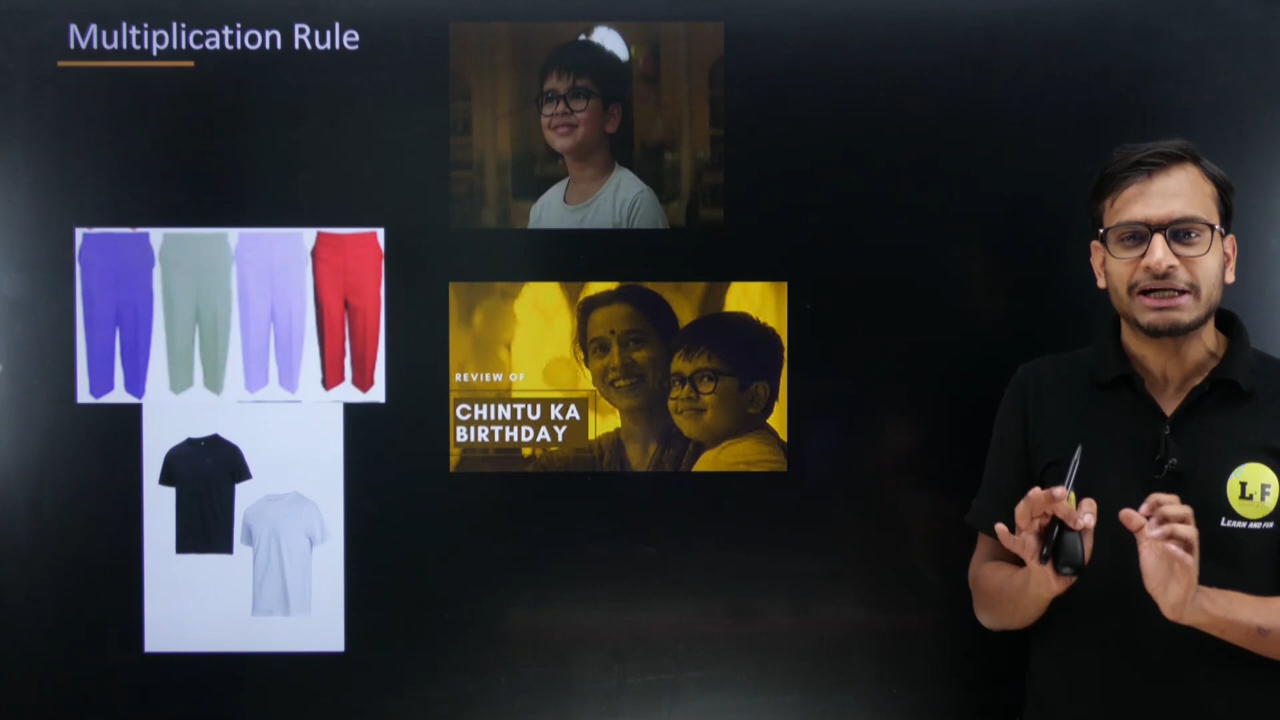 Multiplication Rule
REVIEW OF
CHINTU KA
BIRTHDAY
L F
LEARN AND FUN